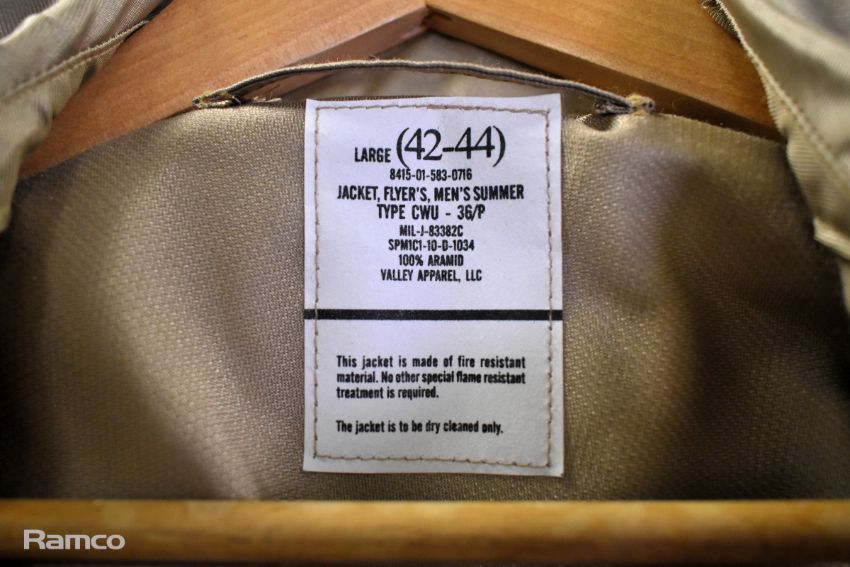 LARGE (42-44)
8415-01-583-0716
JACKET, FLYER'S, MEN'S SUMMER
TYPE CWU - 36/P
MIL-J-83382C
SPM1C1-10-D-1034
100% ARAMID
VALLEY APPAREL, LLC
This jacket is made of fire resistant
material. No other special flame resistant
treatment is required.
The jacket is to be dry cleaned only.
Ramco